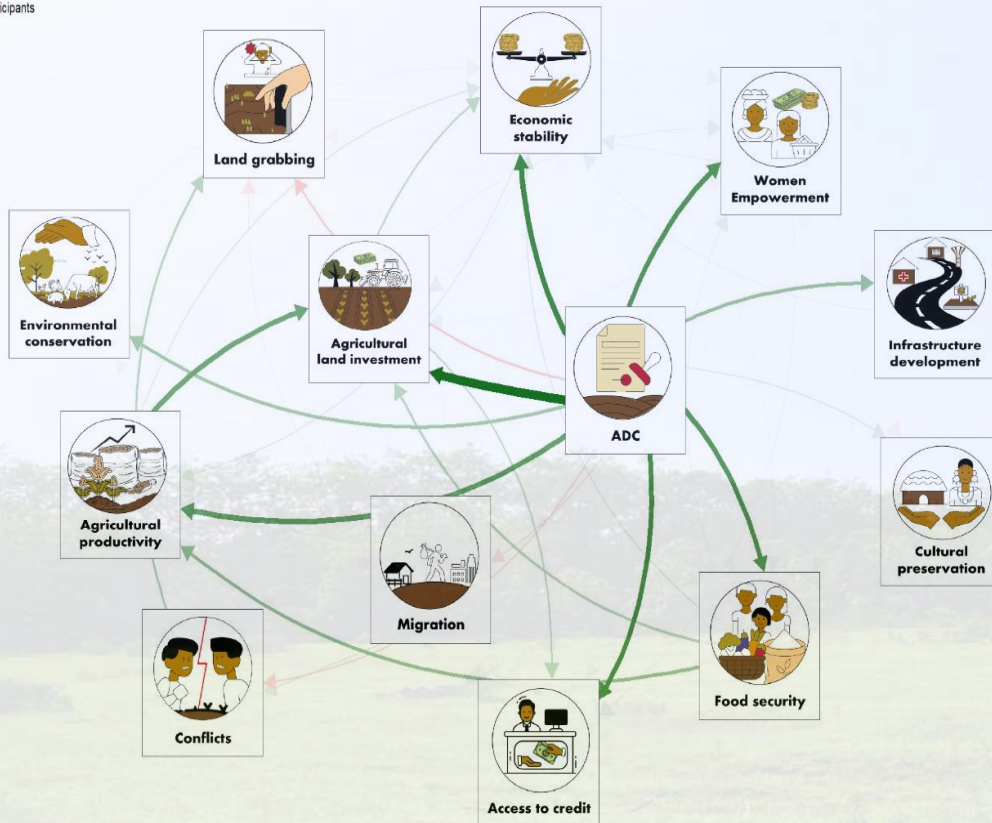 Land grabbing
Economic
stability
Women
Empowerment
Environmental
conservation
Agricultural
land investment
Infrastructure
development
ADC
Agricultural
productivity
Cultural
preservation
Migration
Food security
Conflicts
Access to credit